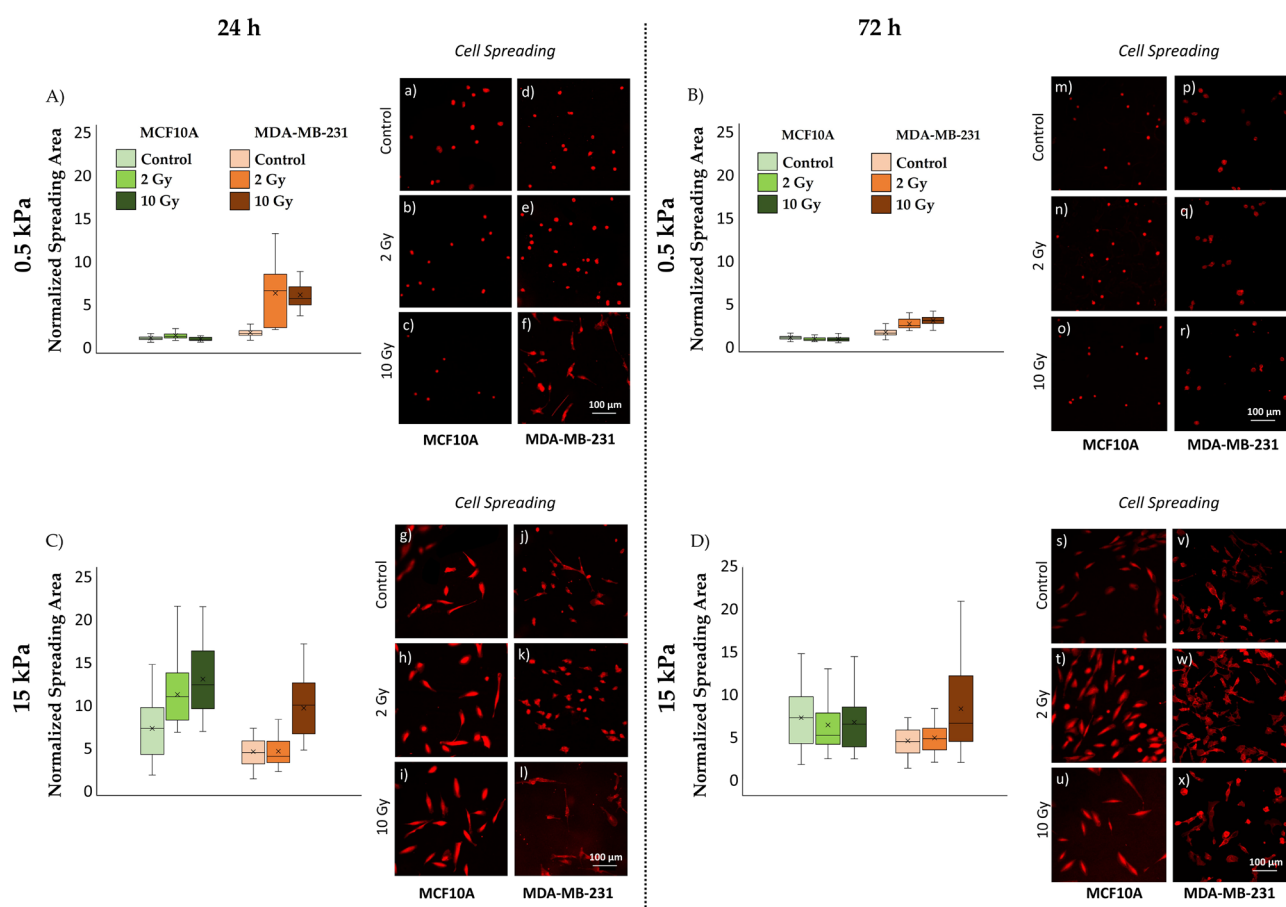 24 h
72 h
Cell Spreading
Cell Spreading
A)
0.5 kPa
Normalized Spreading Area
25
20
15
10
5
0
MCF10A
MDA-MB-231
Control
Control
2 Gy
2 Gy
10 Gy
10 Gy
Control
2 Gy
10 Gy
a)
d)
b)
e)
c)
f)
100 µm
MCF10A
MDA-MB-231
B)
0.5 kPa
Normalized Spreading Area
25
20
15
10
5
0
MCF10A
MDA-MB-231
Control
Control
2 Gy
2 Gy
10 Gy
10 Gy
Control
2 Gy
10 Gy
m)
p)
n)
q)
o)
r)
100 µm
MCF10A
MDA-MB-231
Cell Spreading
Cell Spreading
C)
15 kPa
Normalized Spreading Area
25
20
15
10
5
0
Control
2 Gy
10 Gy
g)
j)
h)
k)
i)
l)
100 µm
MCF10A
MDA-MB-231
D)
15 kPa
Normalized Spreading Area
25
20
15
10
5
0
Control
2 Gy
10 Gy
s)
v)
t)
w)
u)
x)
100 µm
MCF10A
MDA-MB-231